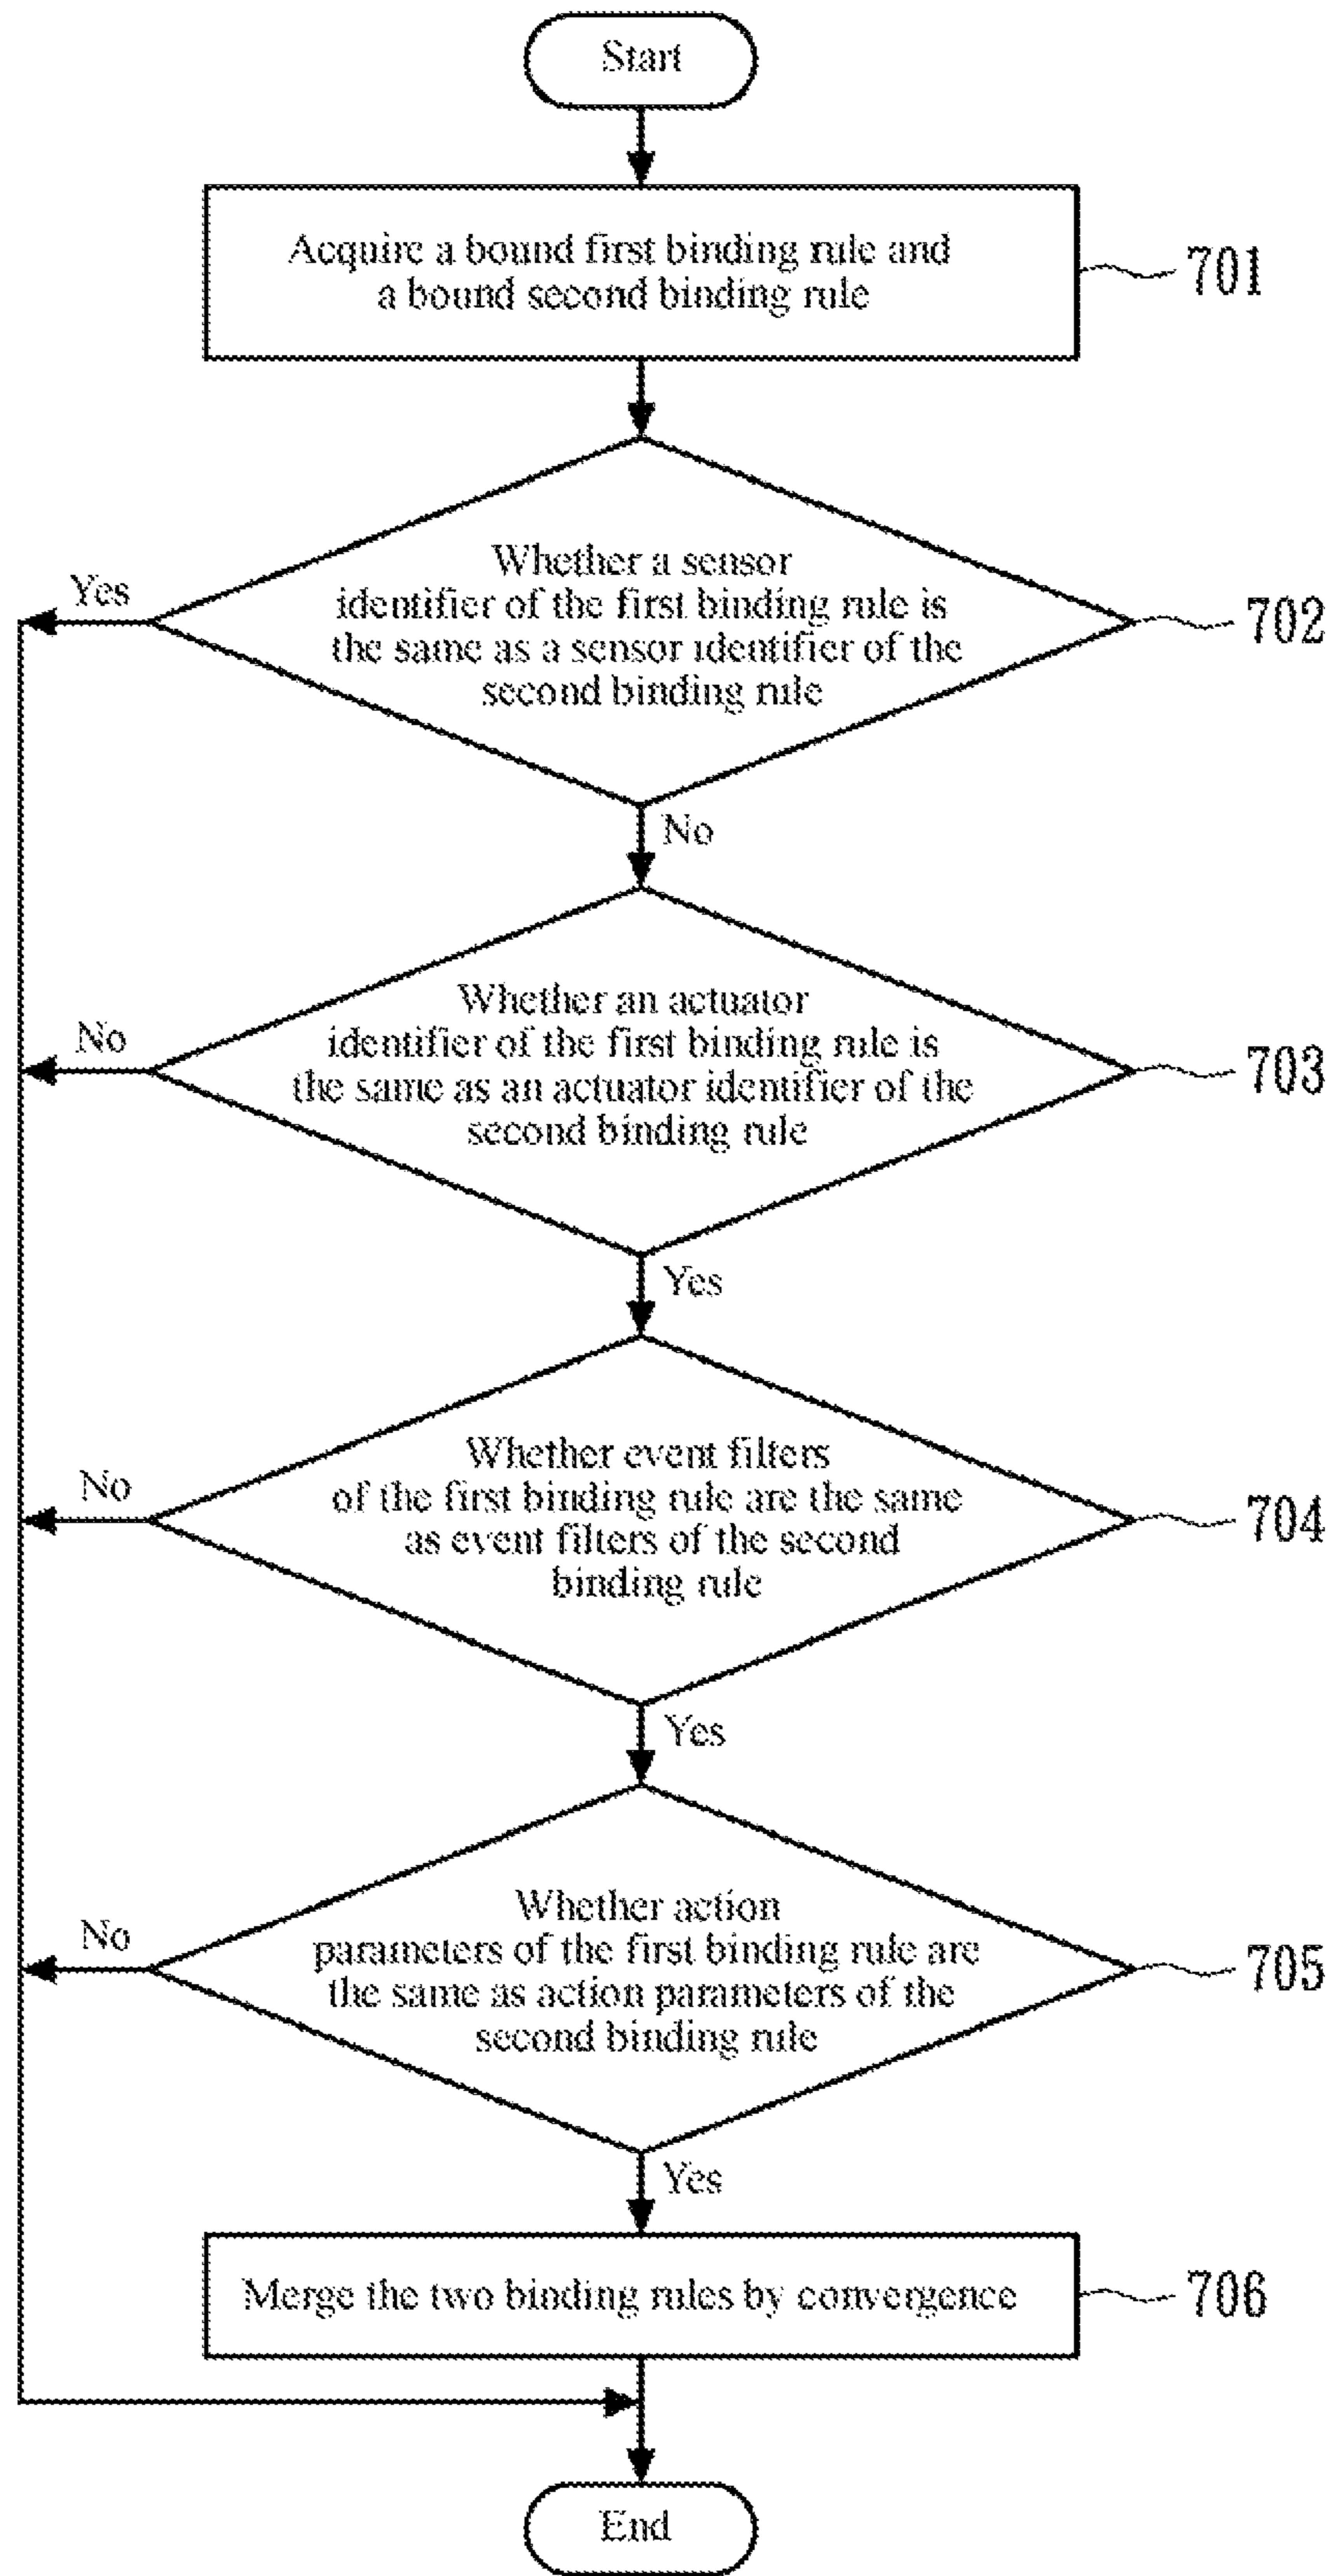 Start
Acquire a bound first binding rule and
a bound second binding rule
701
Yes
Whether a sensor
identifier of the first binding rule is
the same as a sensor identifier of the
second binding rule
702
No
Whether an actuator
identifier of the first binding rule is
the same as an actuator identifier of the
second binding rule
No
703
Yes
Whether event filters
of the first binding rule are the same
as event filters of the second
binding rule
No
704
Yes
Whether action
parameters of the first binding rule are
the same as action parameters of the
second binding rule
No
705
Yes
Merge the two binding rules by convergence
706
End